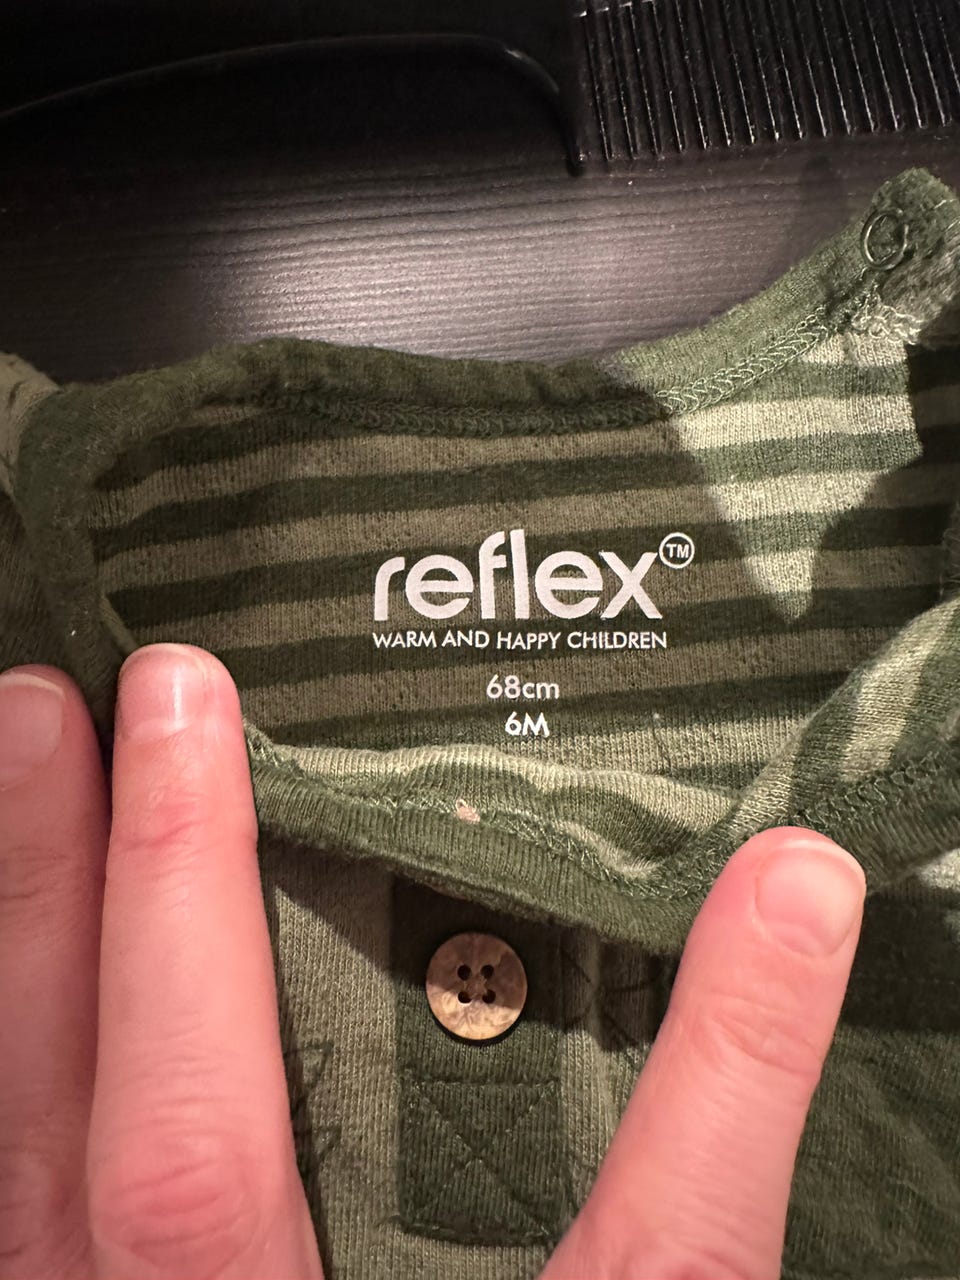 reflex™
WARM AND HAPPY CHILDREN
68cm
6M